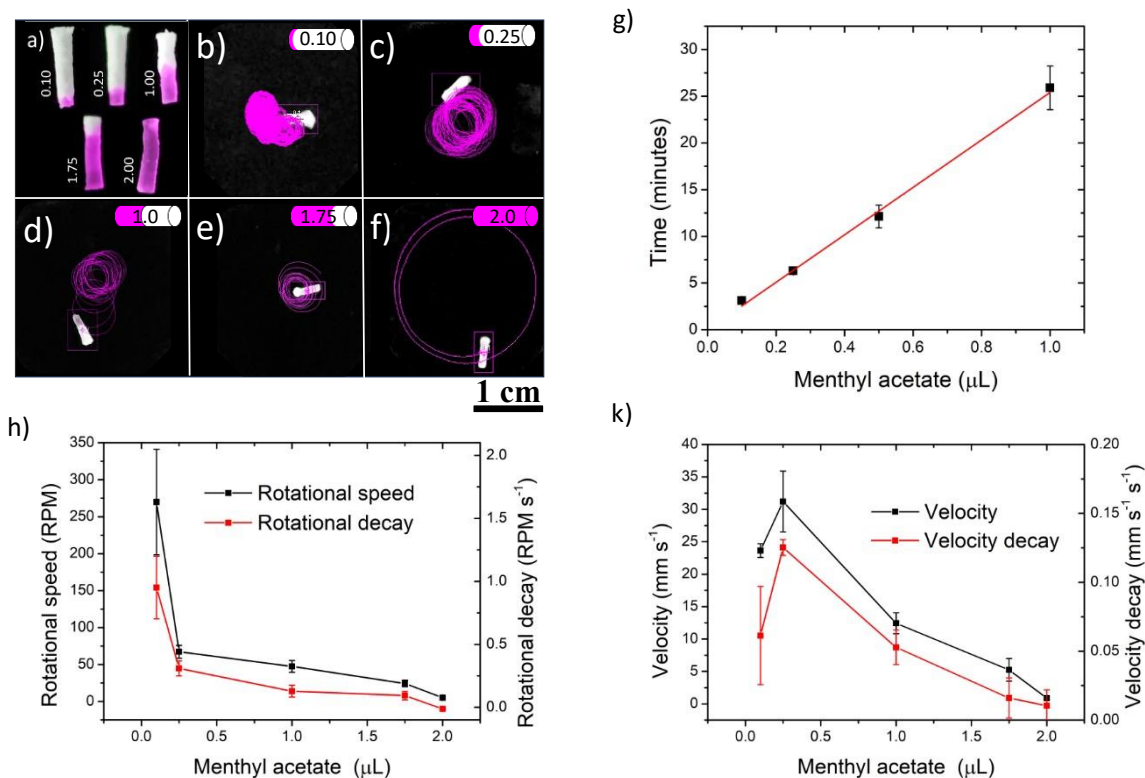 a)
0.10
0.25
1.00
1.75
2.00
b)
0.10
c)
0.25
d)
1.0
e)
1.75
f)
2.0
1 cm
g)
30
25
20
15
10
5
0
Time (minutes)
0.0 0.2 0.4 0.6 0.8 1.0
Menthyl acetate (μL)
h)
350
300
250
200
150
100
50
0
Rotational speed (RPM)
Rotational speed
Rotational decay
2.0
1.5
1.0
0.5
0.0
Rotational decay (RPM s⁻¹)
0.0 0.5 1.0 1.5 2.0
Menthyl acetate (μL)
k)
40
35
30
25
20
15
10
5
0
Velocity (mm s⁻¹)
Velocity
Velocity decay
0.20
0.15
0.10
0.05
0.00
Velocity decay (mm s⁻¹ s⁻¹)
0.0 0.5 1.0 1.5 2.0
Menthyl acetate (μL)